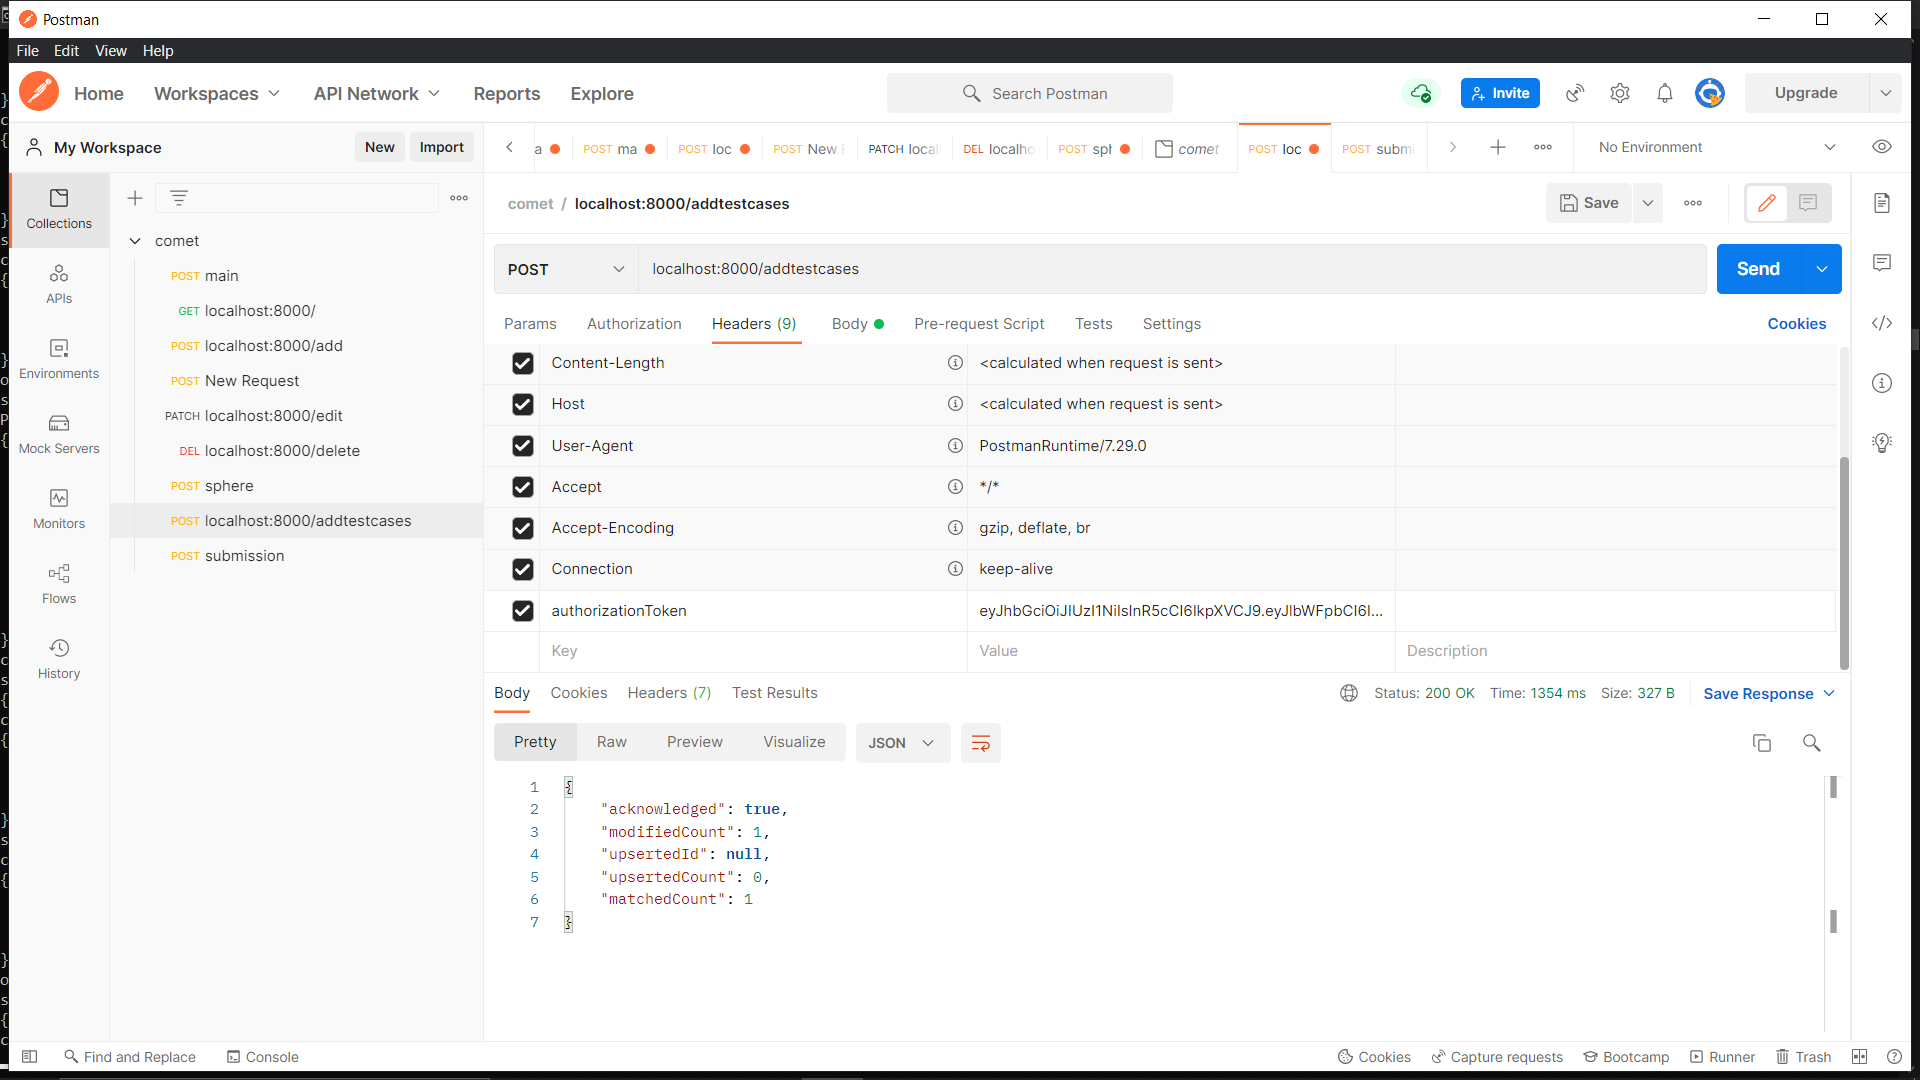 Postman
File Edit View Help
Home Workspaces API Network Reports Explore
Search Postman
Invite
Upgrade
My Workspace
New Import
a POST ma POST loc POST New PATCH local DEL localho POST sph comet POST loc POST submi
No Environment
Collections
APIs
Environments
Mock Servers
Monitors
Flows
History
comet
POST main
GET localhost:8000/
POST localhost:8000/add
POST New Request
PATCH localhost:8000/edit
DEL localhost:8000/delete
POST sphere
POST localhost:8000/addtestcases
POST submission
comet / localhost:8000/addtestcases
Save
POST localhost:8000/addtestcases
Send
Params Authorization Headers (9) Body Pre-request Script Tests Settings
Cookies
Content-Length <calculated when request is sent>
Host <calculated when request is sent>
User-Agent PostmanRuntime/7.29.0
Accept */*
Accept-Encoding gzip, deflate, br
Connection keep-alive
authorizationToken eyJhbGciOiJIUzI1NiIsInR5cCI6IkpXVCJ9.eyJlbWFpbCI6I...
Key Value Description
Body Cookies Headers (7) Test Results
Status: 200 OK Time: 1354 ms Size: 327 B Save Response
Pretty Raw Preview Visualize JSON
1 {
2 "acknowledged": true,
3 "modifiedCount": 1,
4 "upsertedId": null,
5 "upsertedCount": 0,
6 "matchedCount": 1
7 }
Find and Replace Console
Cookies Capture requests Bootcamp Runner Trash